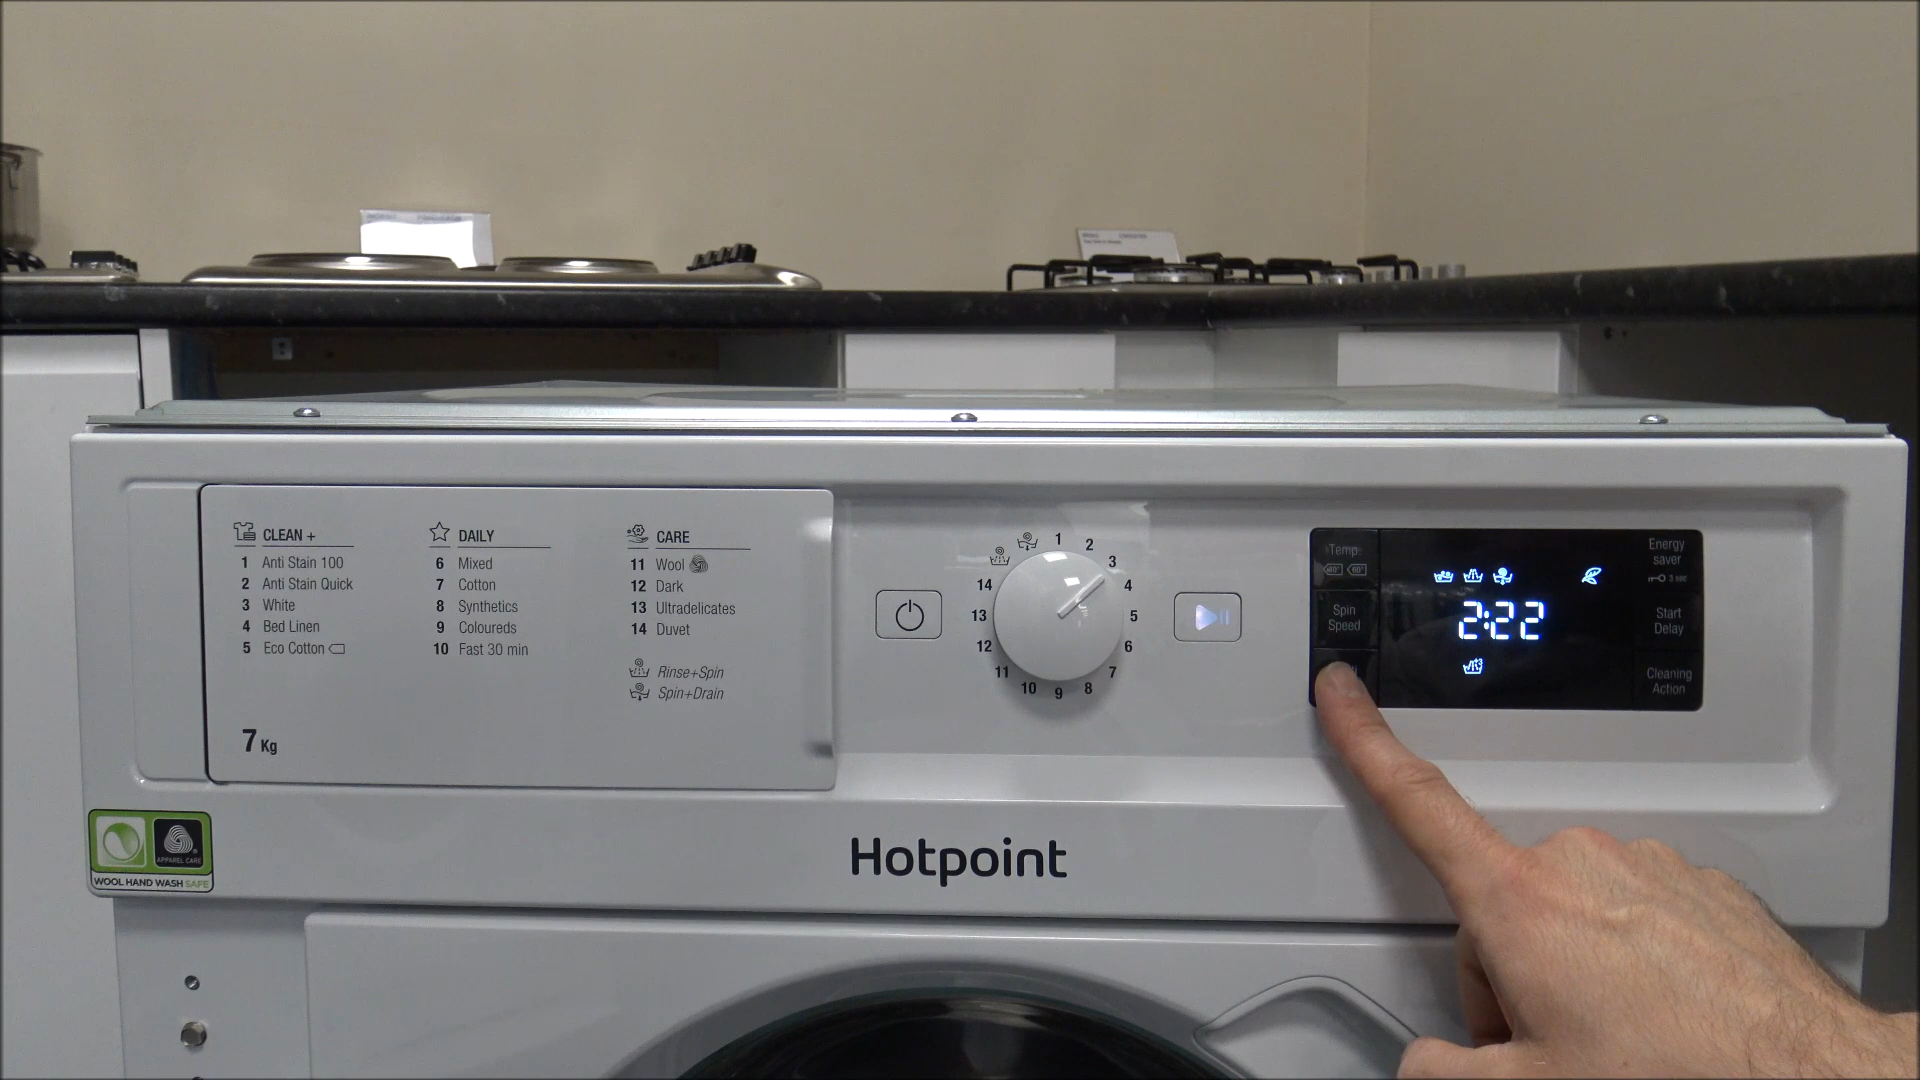 CLEAN +
1 Anti Stain 100
2 Anti Stain Quick
3 White
4 Bed Linen
5 Eco Cotton
7 Kg
DAILY
6 Mixed
7 Cotton
8 Synthetics
9 Coloureds
10 Fast 30 min
CARE
11 Wool
12 Dark
13 Ultradelicates
14 Duvet
Rinse+Spin
Spin+Drain
1
2
3
4
5
6
7
8
9
10
11
12
13
14
Temp
40° 60°
Spin
Speed
2:22
Energy
saver
3 sec
Start
Delay
Cleaning
Action
APPAREL CARE
WOOL HAND WASH SAFE
Hotpoint